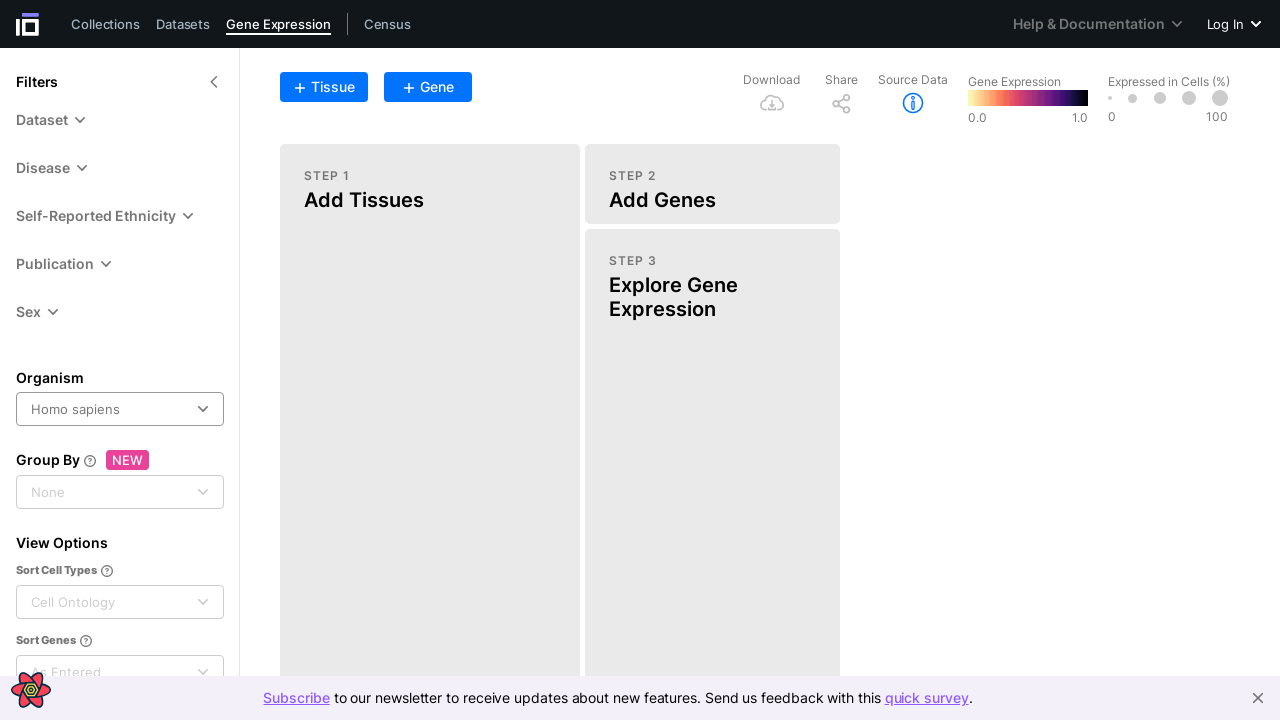 Collections Datasets Gene Expression Census Help & Documentation Log In
Filters
Dataset
Disease
Self-Reported Ethnicity
Publication
Sex
Organism
Homo sapiens
Group By NEW
None
View Options
Sort Cell Types
Cell Ontology
Sort Genes
As Entered
+ Tissue + Gene
Download Share Source Data
Gene Expression
0.0 1.0
Expressed in Cells (%)
0 100
STEP 1
Add Tissues
STEP 2
Add Genes
STEP 3
Explore Gene
Expression
Subscribe to our newsletter to receive updates about new features. Send us feedback with this quick survey.